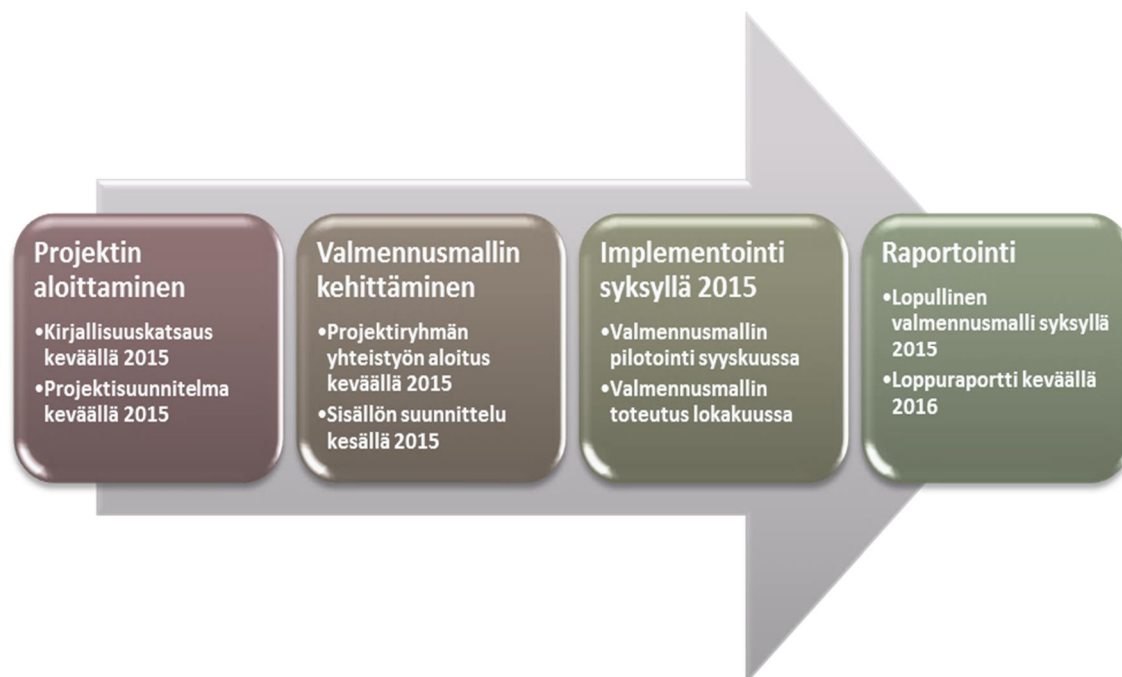 Projektin
aloittaminen
•Kirjallisuuskatsaus
keväällä 2015
•Projektisuunnitelma
keväällä 2015
Valmennusmallin
kehittäminen
•Projektiryhmän
yhteistyön aloitus
keväällä 2015
•Sisällön suunnittelu
kesällä 2015
Implementointi
syksyllä 2015
•Valmennusmallin
pilotointi syyskuussa
•Valmennusmallin
toteutus lokakuussa
Raportointi
•Lopullinen
valmennusmalli syksyllä
2015
•Loppuraportti keväällä
2016